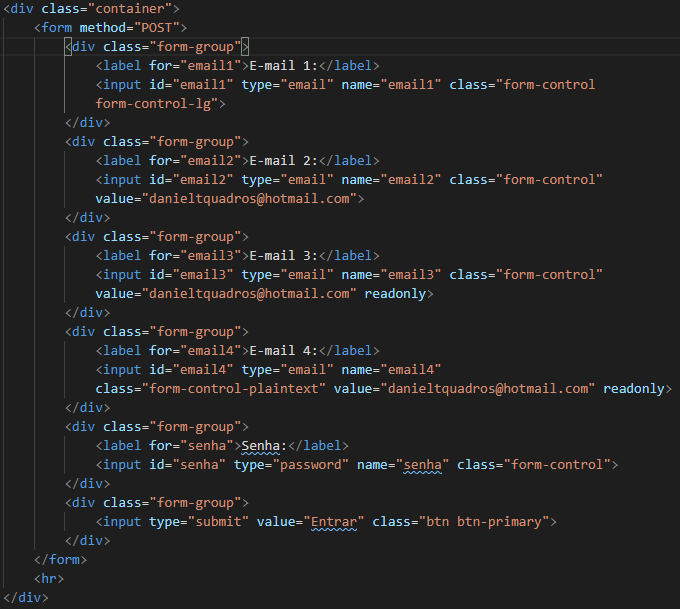 <div class="container">
<form method="POST">
<div class="form-group">
<label for="email1">E-mail 1:</label>
<input id="email1" type="email" name="email1" class="form-control
form-control-lg">
</div>
<div class="form-group">
<label for="email2">E-mail 2:</label>
<input id="email2" type="email" name="email2" class="form-control"
value="danieltquadros@hotmail.com">
</div>
<div class="form-group">
<label for="email3">E-mail 3:</label>
<input id="email3" type="email" name="email3" class="form-control"
value="danieltquadros@hotmail.com" readonly>
</div>
<div class="form-group">
<label for="email4">E-mail 4:</label>
<input id="email4" type="email" name="email4"
class="form-control-plaintext" value="danieltquadros@hotmail.com" readonly>
</div>
<div class="form-group">
<label for="senha">Senha:</label>
<input id="senha" type="password" name="senha" class="form-control">
</div>
<div class="form-group">
<input type="submit" value="Entrar" class="btn btn-primary">
</div>
</form>
<hr>
</div>